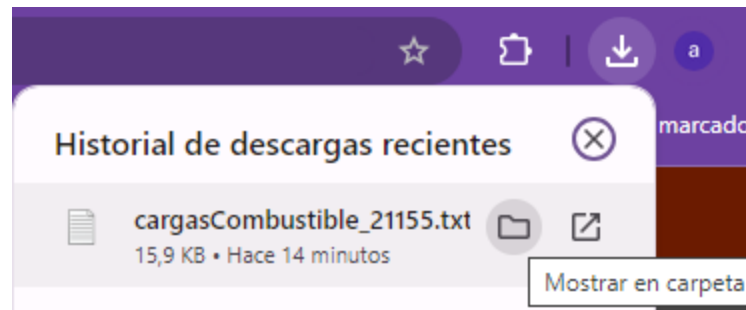 a
marcado
Historial de descargas recientes
cargasCombustible_21155.txt
15,9 KB • Hace 14 minutos
Mostrar en carpeta